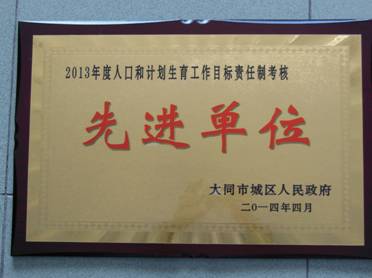 2013年度人口和计划生育工作目标责任制考核
先进单位
大同市城区人民政府
二〇一四年四月